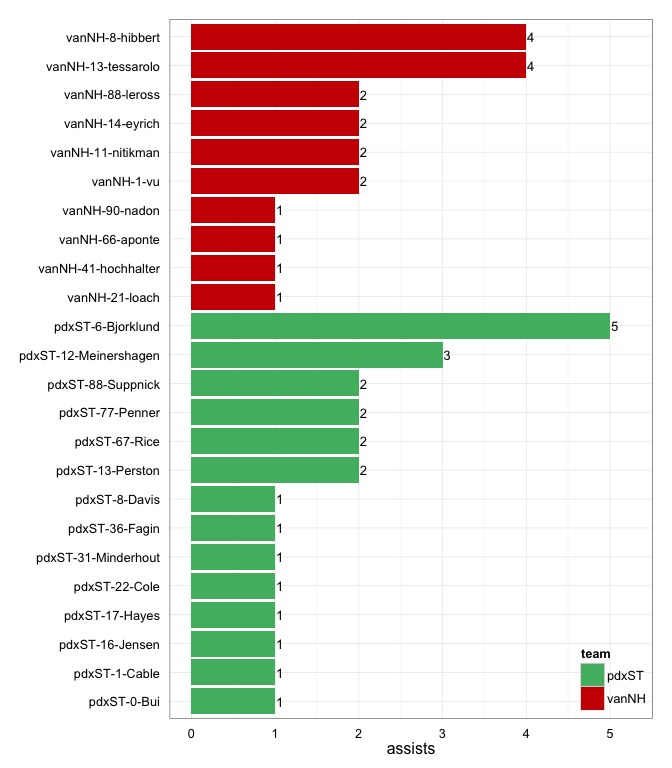 vanNH-8-hibbert 4
vanNH-13-tessarolo 4
vanNH-88-leross 2
vanNH-14-eyrich 2
vanNH-11-nitikman 2
vanNH-1-vu 2
vanNH-90-nadon 1
vanNH-66-aponte 1
vanNH-41-hochhalter 1
vanNH-21-loach 1
pdxST-6-Bjorklund 5
pdxST-12-Meinershagen 3
pdxST-88-Suppnick 2
pdxST-77-Penner 2
pdxST-67-Rice 2
pdxST-13-Perston 2
pdxST-8-Davis 1
pdxST-36-Fagin 1
pdxST-31-Minderhout 1
pdxST-22-Cole 1
pdxST-17-Hayes 1
pdxST-16-Jensen 1
pdxST-1-Cable 1
pdxST-0-Bui 1
team
pdxST
vanNH
0 1 2 3 4 5
assists